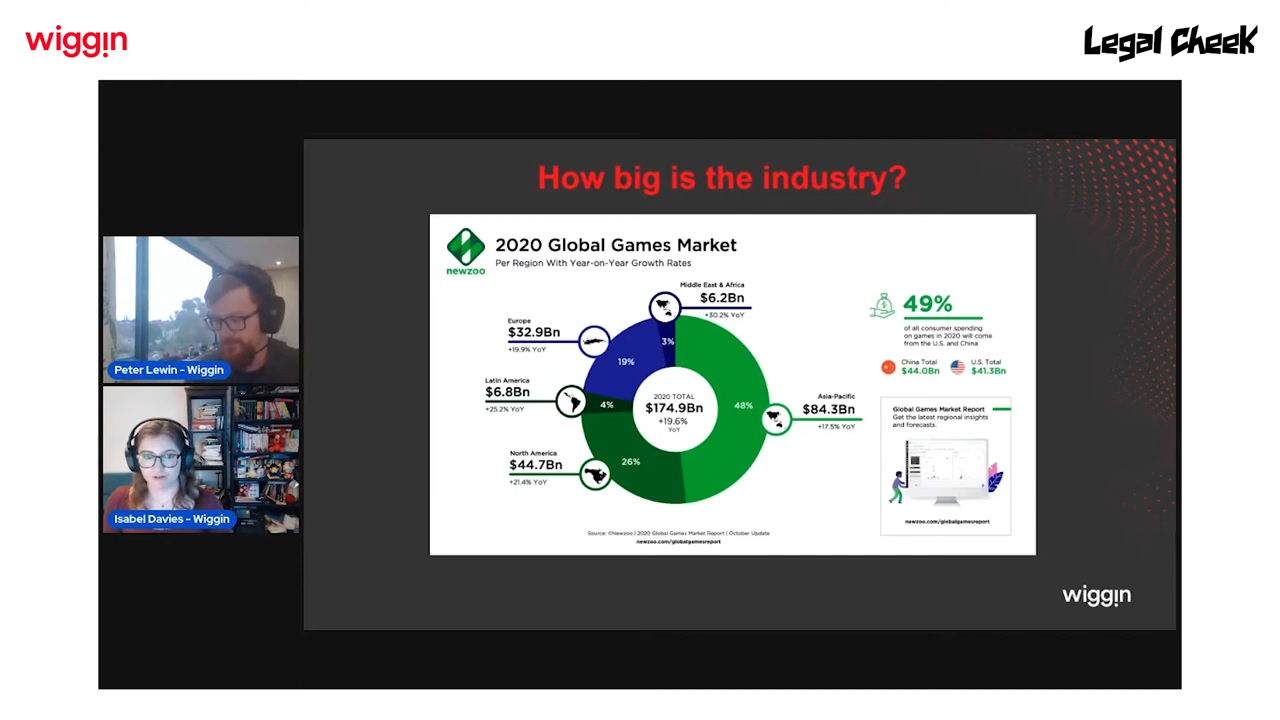 wiggin
Legal Cheek
How big is the industry?
newzoo
2020 Global Games Market
Per Region With Year-on-Year Growth Rates
Middle East & Africa
$6.2Bn
+30.2% YoY
Europe
$32.9Bn
+19.9% YoY
Latin America
$6.8Bn
+25.2% YoY
North America
$44.7Bn
+21.4% YoY
Asia-Pacific
$84.3Bn
+17.5% YoY
3%
19%
4%
26%
48%
2020 TOTAL
$174.9Bn
+19.6%
YoY
49%
of all consumer spending
on games in 2020 will come
from the U.S. and China
China Total
$44.0Bn
U.S. Total
$41.3Bn
Global Games Market Report
Get the latest regional insights
and forecasts.
newzoo.com/globalgamesreport
Source: ©Newzoo | 2020 Global Games Market Report | October Update
newzoo.com/globalgamesreport
Peter Lewin - Wiggin
Isabel Davies - Wiggin
wiggin